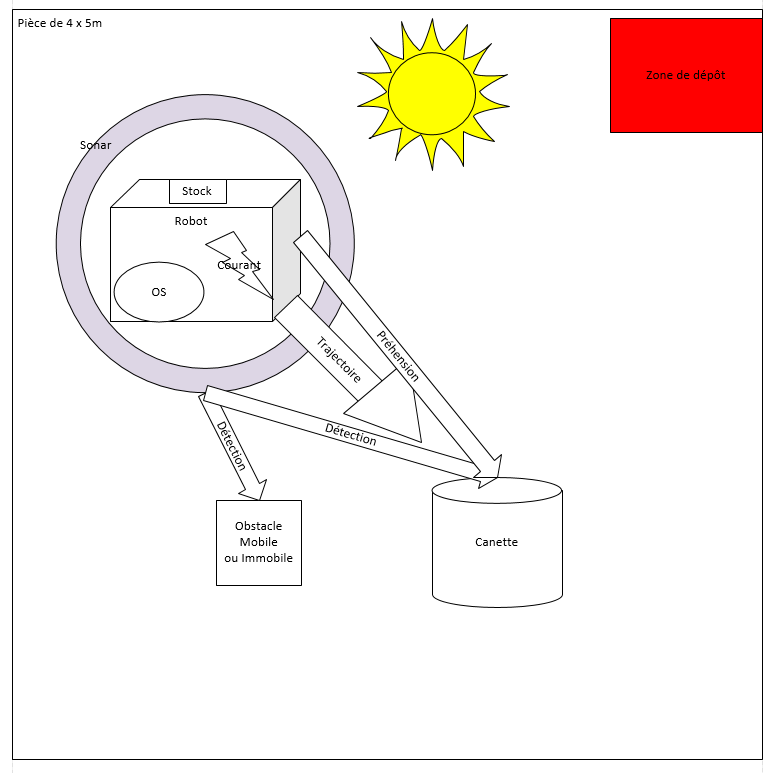 Pièce de 4 x 5m
Zone de dépôt
Sonar
Stock
Robot
Courant
OS
Trajectoire
Préhension
Détection
Détection
Obstacle
Mobile
ou Immobile
Canette